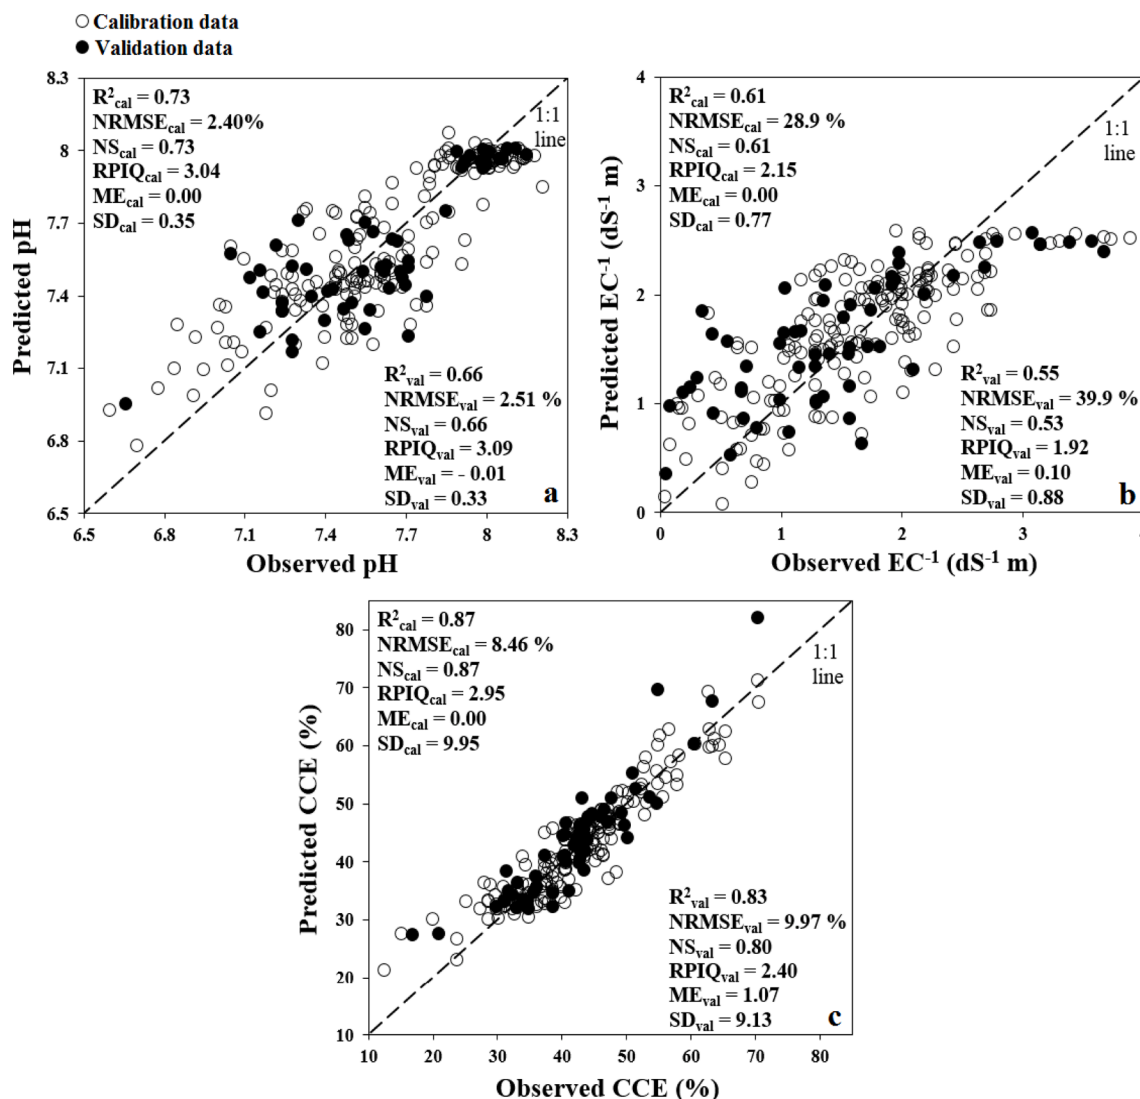 Calibration data
Validation data
8.3
8
7.7
7.4
7.1
6.8
6.5
Predicted pH
R²cal = 0.73
NRMSEcal = 2.40%
NScal = 0.73
RPIQcal = 3.04
MEcal = 0.00
SDcal = 0.35
1:1
line
R²val = 0.66
NRMSEval = 2.51 %
NSval = 0.66
RPIQval = 3.09
MEval = - 0.01
SDval = 0.33
a
6.5 7.1 7.4 7.7 8 8.3
Observed pH
4
3
2
1
0
Predicted EC⁻¹ (dS⁻¹ m)
R²cal = 0.61
NRMSEcal = 28.9 %
NScal = 0.61
RPIQcal = 2.15
MEcal = 0.00
SDcal = 0.77
1:1
line
R²val = 0.55
NRMSEval = 39.9 %
NSval = 0.53
RPIQval = 1.92
MEval = 0.10
SDval = 0.88
b
0 1 2 3
Observed EC⁻¹ (dS⁻¹ m)
80
70
60
50
40
30
20
10
Predicted CCE (%)
R²cal = 0.87
NRMSEcal = 8.46 %
NScal = 0.87
RPIQcal = 2.95
MEcal = 0.00
SDcal = 9.95
1:1
line
R²val = 0.83
NRMSEval = 9.97 %
NSval = 0.80
RPIQval = 2.40
MEval = 1.07
SDval = 9.13
c
10 20 30 40 50 60 70 80
Observed CCE (%)